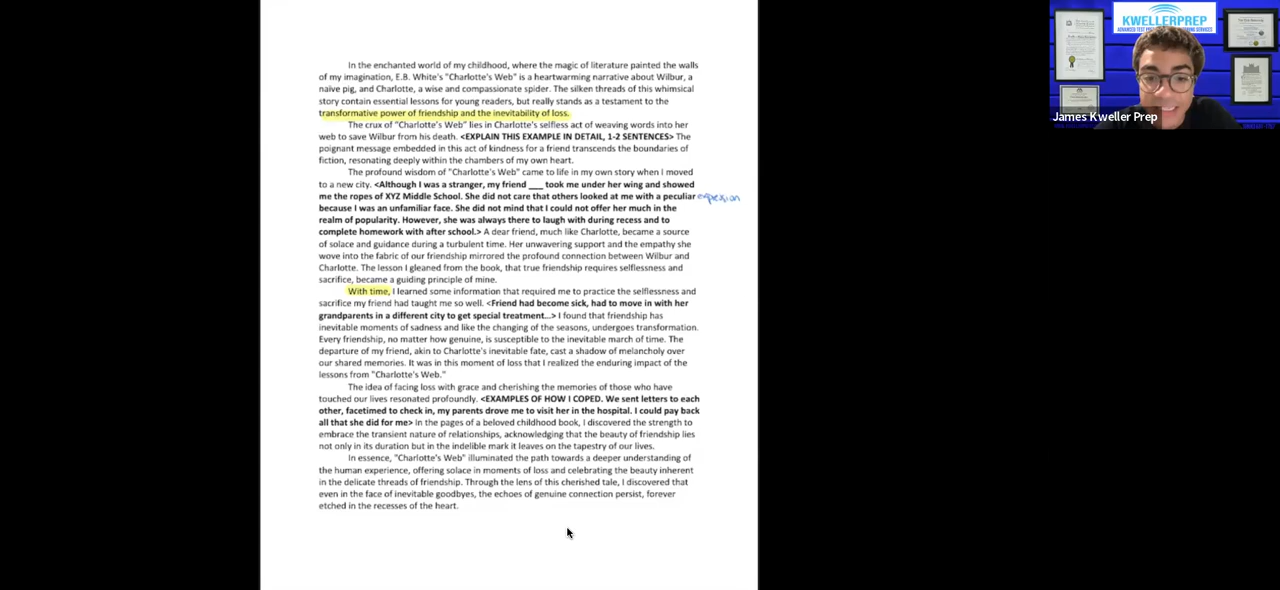 In the enchanted world of my childhood, where the magic of literature painted the walls
of my imagination, E.B. White's "Charlotte's Web" is a heartwarming narrative about Wilbur, a
naive pig, and Charlotte, a wise and compassionate spider. The silken threads of this whimsical
story contain essential lessons for young readers, but really stands as a testament to the
transformative power of friendship and the inevitability of loss.
The crux of "Charlotte's Web" lies in Charlotte's selfless act of weaving words into her
web to save Wilbur from his death. <EXPLAIN THIS EXAMPLE IN DETAIL, 1-2 SENTENCES> The
poignant message embedded in this act of kindness for a friend transcends the boundaries of
fiction, resonating deeply within the chambers of my own heart.
The profound wisdom of "Charlotte's Web" came to life in my own story when I moved
to a new city. <Although I was a stranger, my friend ___ took me under her wing and showed
me the ropes of XYZ Middle School. She did not care that others looked at me with a peculiar expression
because I was an unfamiliar face. She did not mind that I could not offer her much in the
realm of popularity. However, she was always there to laugh with during recess and to
complete homework with after school.> A dear friend, much like Charlotte, became a source
of solace and guidance during a turbulent time. Her unwavering support and the empathy she
wove into the fabric of our friendship mirrored the profound connection between Wilbur and
Charlotte. The lesson I gleaned from the book, that true friendship requires selflessness and
sacrifice, became a guiding principle of mine.
With time, I learned some information that required me to practice the selflessness and
sacrifice my friend had taught me so well. <Friend had become sick, had to move in with her
grandparents in a different city to get special treatment...> I found that friendship has
inevitable moments of sadness and like the changing of the seasons, undergoes transformation.
Every friendship, no matter how genuine, is susceptible to the inevitable march of time. The
departure of my friend, akin to Charlotte's inevitable fate, cast a shadow of melancholy over
our shared memories. It was in this moment of loss that I realized the enduring impact of the
lessons from "Charlotte's Web."
The idea of facing loss with grace and cherishing the memories of those who have
touched our lives resonated profoundly. <EXAMPLES OF HOW I COPED. We sent letters to each
other, facetimed to check in, my parents drove me to visit her in the hospital. I could pay back
all that she did for me> In the pages of a beloved childhood book, I discovered the strength to
embrace the transient nature of relationships, acknowledging that the beauty of friendship lies
not only in its duration but in the indelible mark it leaves on the tapestry of our lives.
In essence, "Charlotte's Web" illuminated the path towards a deeper understanding of
the human experience, offering solace in moments of loss and celebrating the beauty inherent
in the delicate threads of friendship. Through the lens of this cherished tale, I discovered that
even in the face of inevitable goodbyes, the echoes of genuine connection persist, forever
etched in the recesses of the heart.
KWELLERPREP
James Kweller Prep